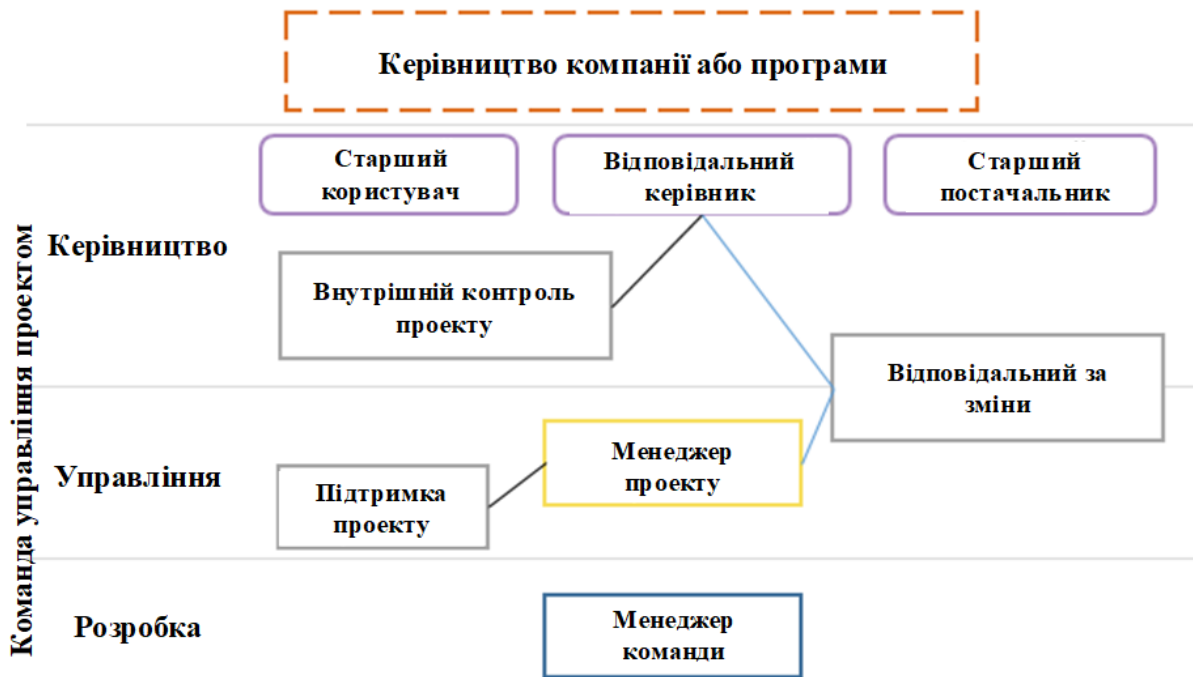 Керівництво компанії або програми
Старший
користувач
Відповідальний
керівник
Старший
постачальник
Команда управління проектом
Керівництво
Внутрішній контроль
проекту
Відповідальний за
зміни
Управління
Менеджер
проекту
Підтримка
проекту
Розробка
Менеджер
команди